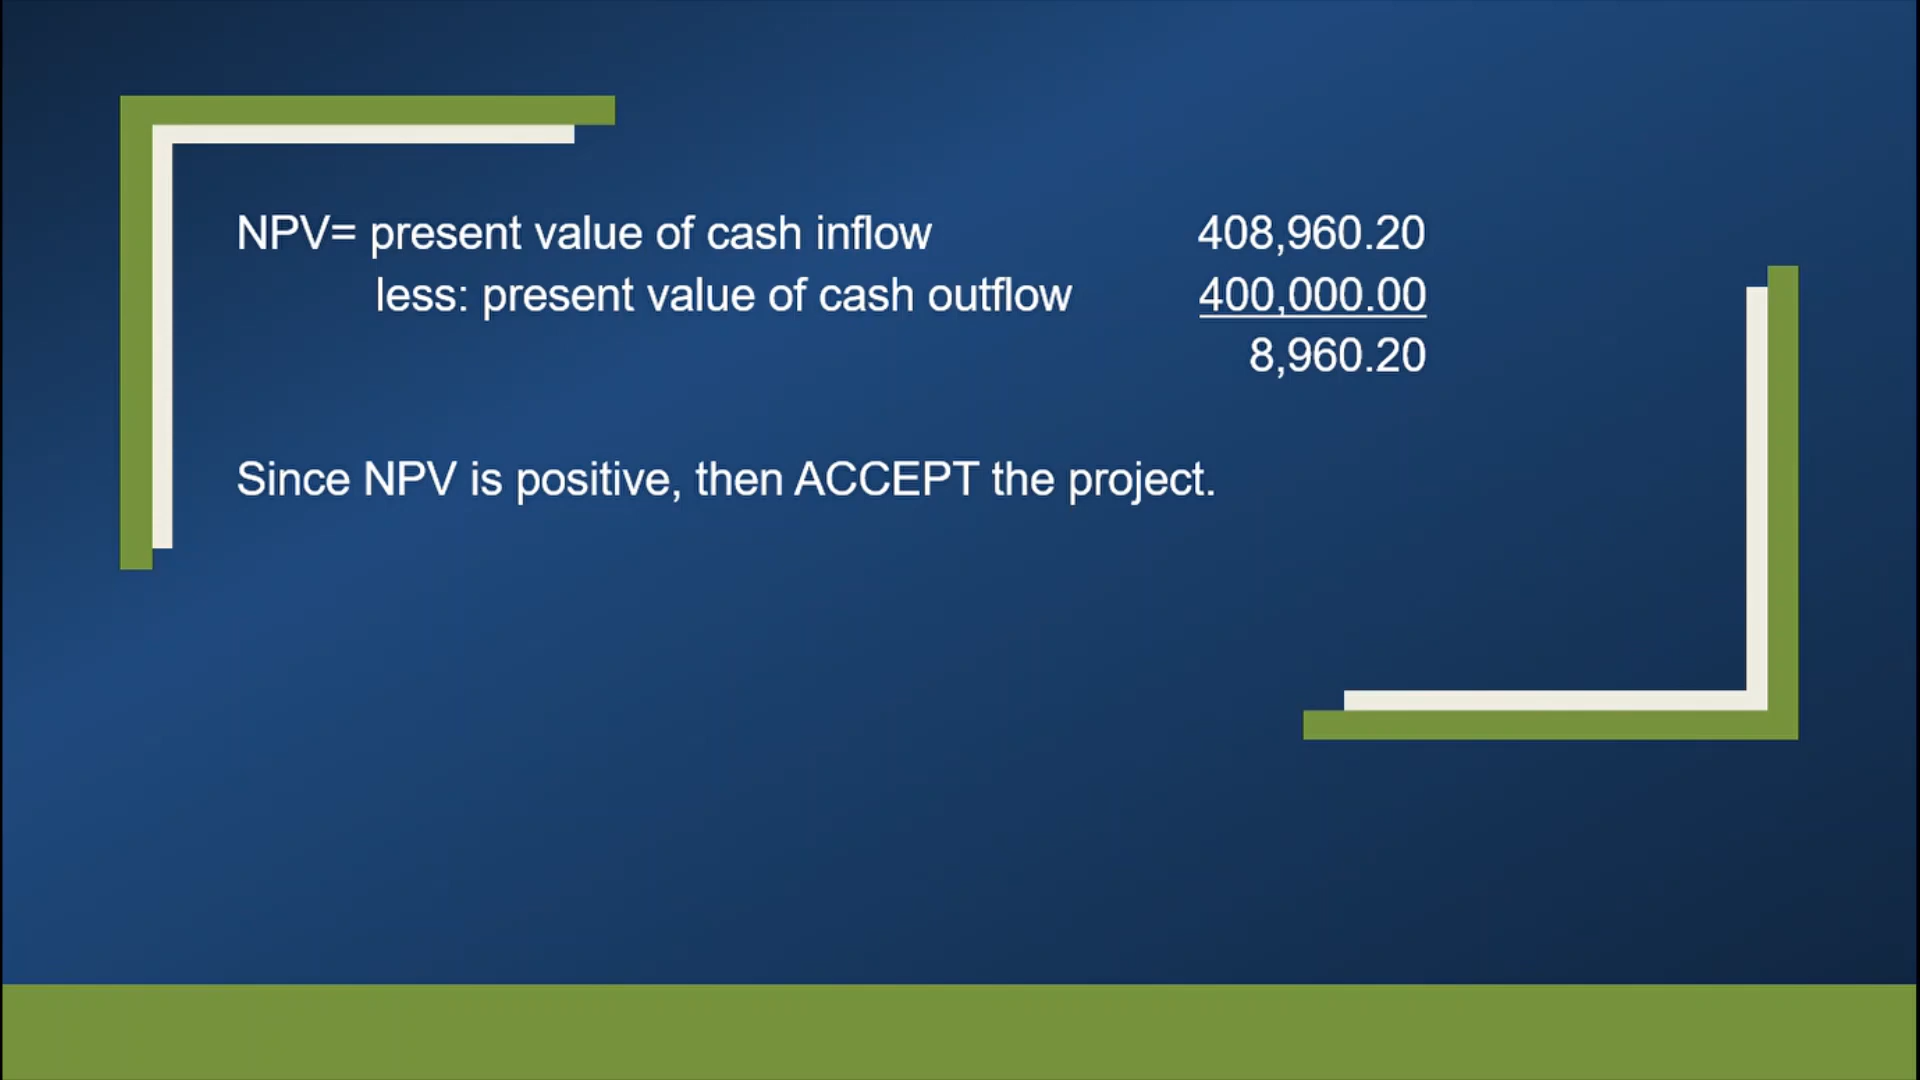 NPV= present value of cash inflow 408,960.20
less: present value of cash outflow 400,000.00
8,960.20
Since NPV is positive, then ACCEPT the project.